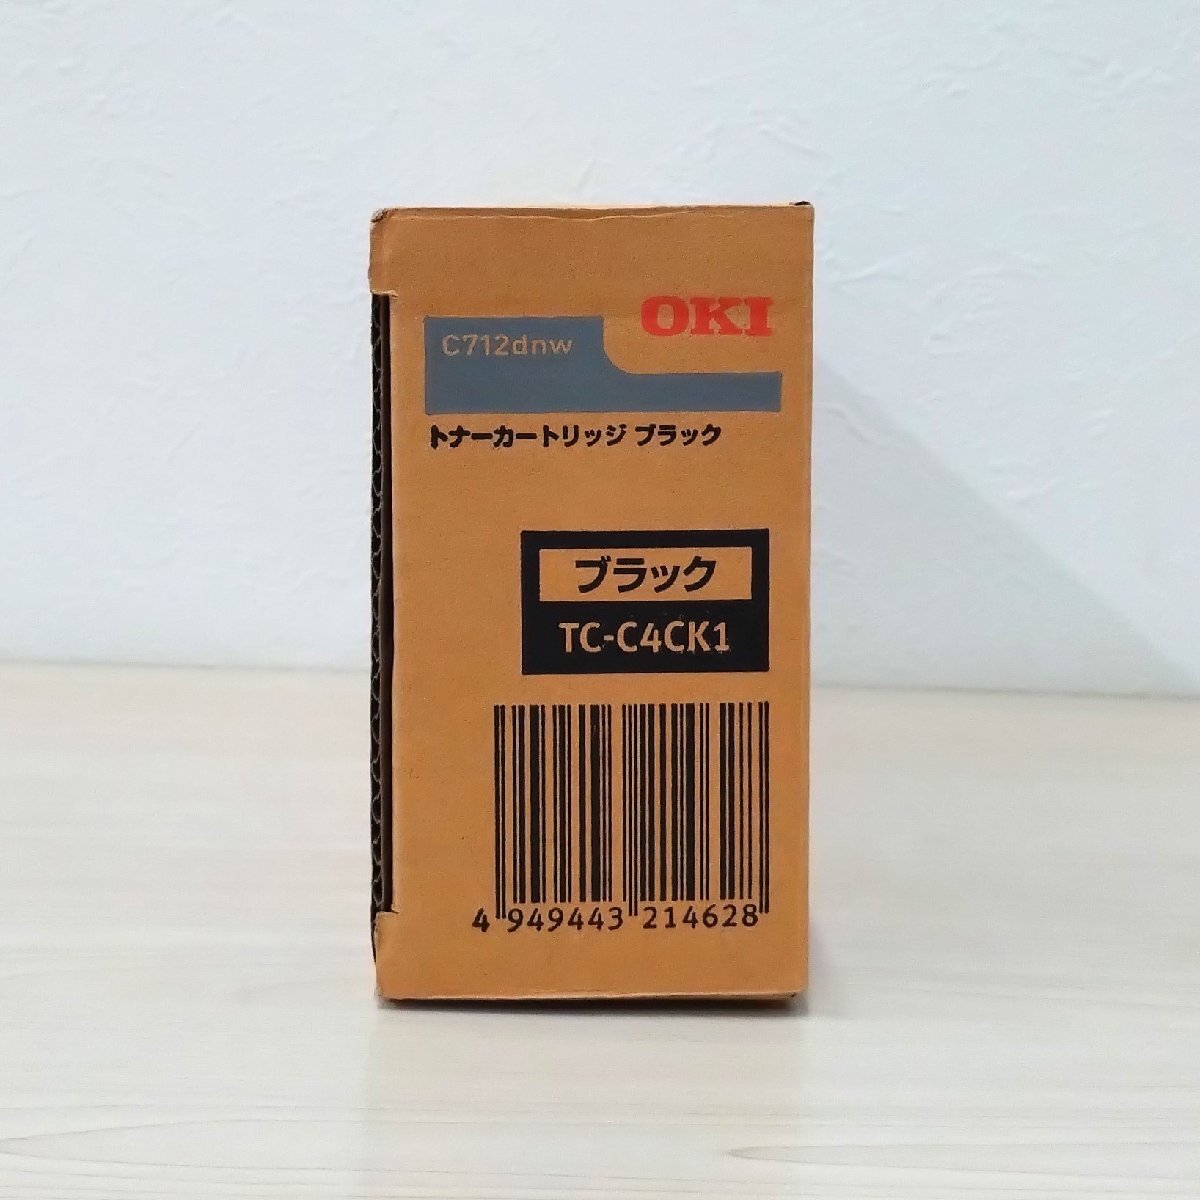 OKI
C712dnw
トナーカートリッジ ブラック
ブラック
TC-C4CK1
4 949443 214628